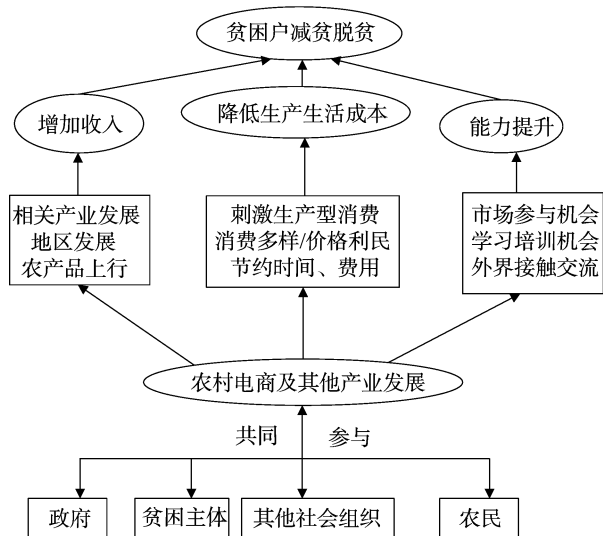 贫困户减贫脱贫
增加收入
降低生产生活成本
能力提升
相关产业发展
地区发展
农产品上行
刺激生产型消费
消费多样/价格利民
节约时间、费用
市场参与机会
学习培训机会
外界接触交流
农村电商及其他产业发展
共同 参与
政府
贫困主体
其他社会组织
农民